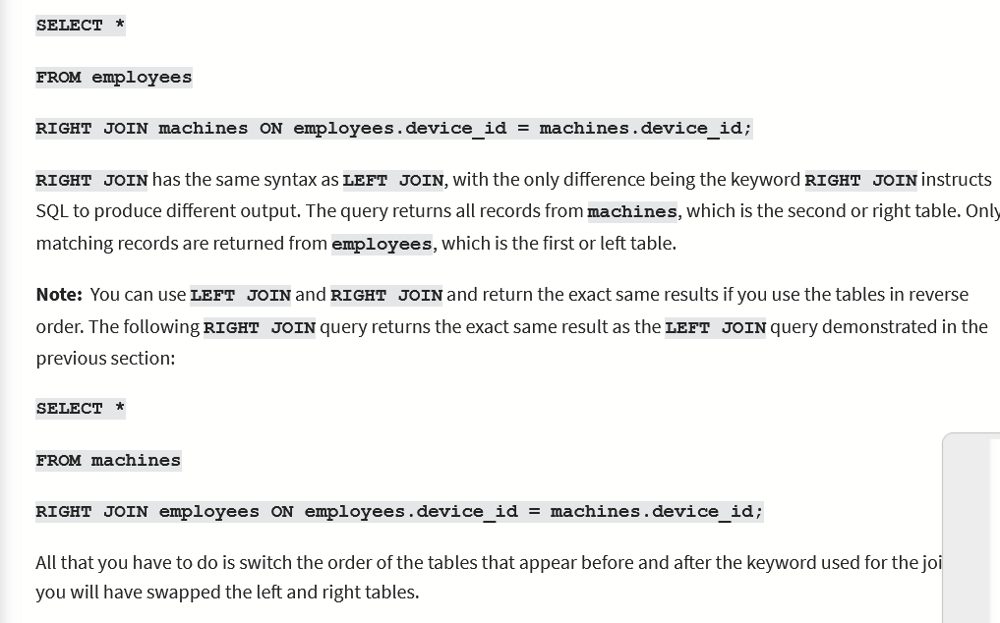 SELECT *
FROM employees
RIGHT JOIN machines ON employees.device_id = machines.device_id;
RIGHT JOIN has the same syntax as LEFT JOIN, with the only difference being the keyword RIGHT JOIN instructs
SQL to produce different output. The query returns all records from machines, which is the second or right table. Only
matching records are returned from employees, which is the first or left table.
Note: You can use LEFT JOIN and RIGHT JOIN and return the exact same results if you use the tables in reverse
order. The following RIGHT JOIN query returns the exact same result as the LEFT JOIN query demonstrated in the
previous section:
SELECT *
FROM machines
RIGHT JOIN employees ON employees.device_id = machines.device_id;
All that you have to do is switch the order of the tables that appear before and after the keyword used for the joi
you will have swapped the left and right tables.